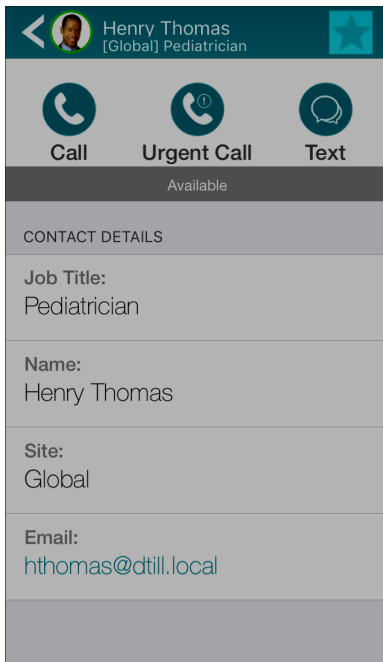 Henry Thomas
[Global] Pediatrician
Call Urgent Call Text
Available
CONTACT DETAILS
Job Title:
Pediatrician
Name:
Henry Thomas
Site:
Global
Email:
hthomas@dtill.local